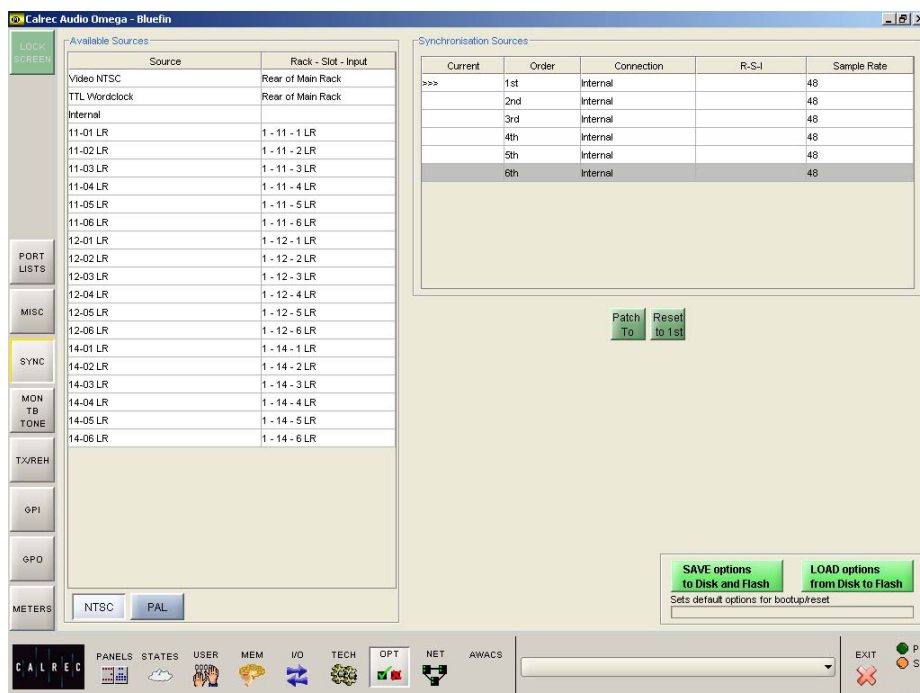 Calrec Audio Omega - Bluefin
LOCK
SCREEN
Available Sources
Source Rack - Slot - Input
Video NTSC Rear of Main Rack
TTL Wordclock Rear of Main Rack
Internal
11-01 LR 1 - 11 - 1 LR
11-02 LR 1 - 11 - 2 LR
11-03 LR 1 - 11 - 3 LR
11-04 LR 1 - 11 - 4 LR
11-05 LR 1 - 11 - 5 LR
11-06 LR 1 - 11 - 6 LR
12-01 LR 1 - 12 - 1 LR
12-02 LR 1 - 12 - 2 LR
12-03 LR 1 - 12 - 3 LR
12-04 LR 1 - 12 - 4 LR
12-05 LR 1 - 12 - 5 LR
12-06 LR 1 - 12 - 6 LR
14-01 LR 1 - 14 - 1 LR
14-02 LR 1 - 14 - 2 LR
14-03 LR 1 - 14 - 3 LR
14-04 LR 1 - 14 - 4 LR
14-05 LR 1 - 14 - 5 LR
14-06 LR 1 - 14 - 6 LR
NTSC PAL
Synchronisation Sources
Current Order Connection R-S-I Sample Rate
>>> 1st Internal 48
2nd Internal 48
3rd Internal 48
4th Internal 48
5th Internal 48
6th Internal 48
Patch
To
Reset
to 1st
PORT
LISTS
MISC
SYNC
MON
TB
TONE
TX/REH
GPI
GPO
METERS
SAVE options
to Disk and Flash
LOAD options
from Disk to Flash
Sets default options for bootup/reset
CALREC
PANELS STATES USER MEM I/O TECH OPT NET AWACS
EXIT
P
S